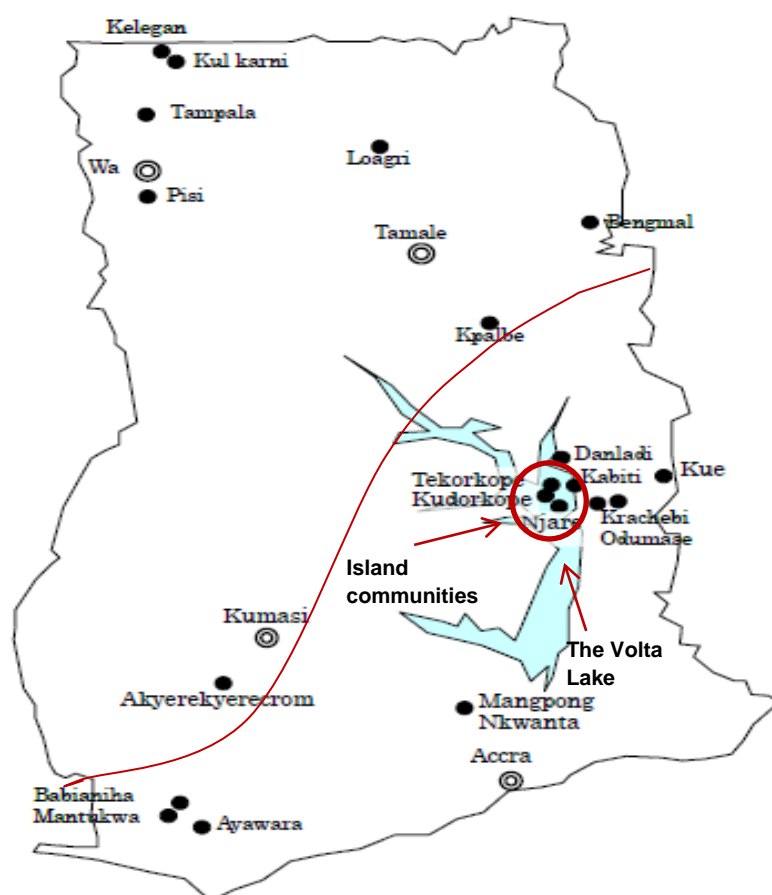 Kelegan
Kul karni
Tampala
Loagri
Wa
Pisi
Bengmal
Tamale
Kpalbe
Danladi
Tekorkope
Kabiti
Kue
Kudorkope
Njare
Krachebi
Odumase
Island
communities
Kumasi
The Volta
Lake
Akyerekyerecrom
Mangpong
Nkwanta
Accra
Babianiha
Mantukwa
Ayawara